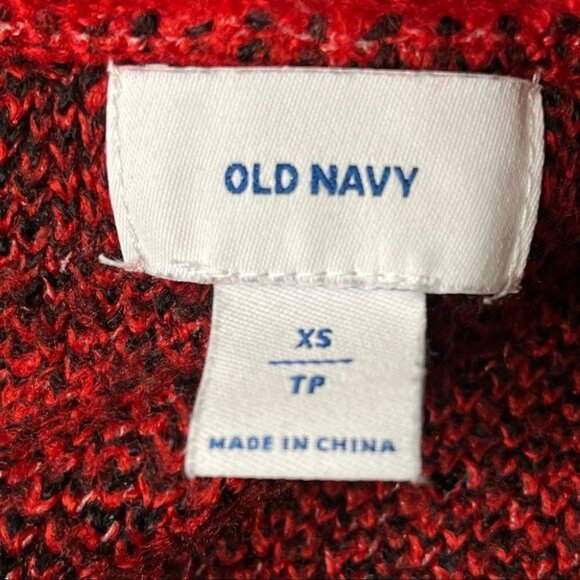 OLD NAVY
XS
TP
MADE IN CHINA